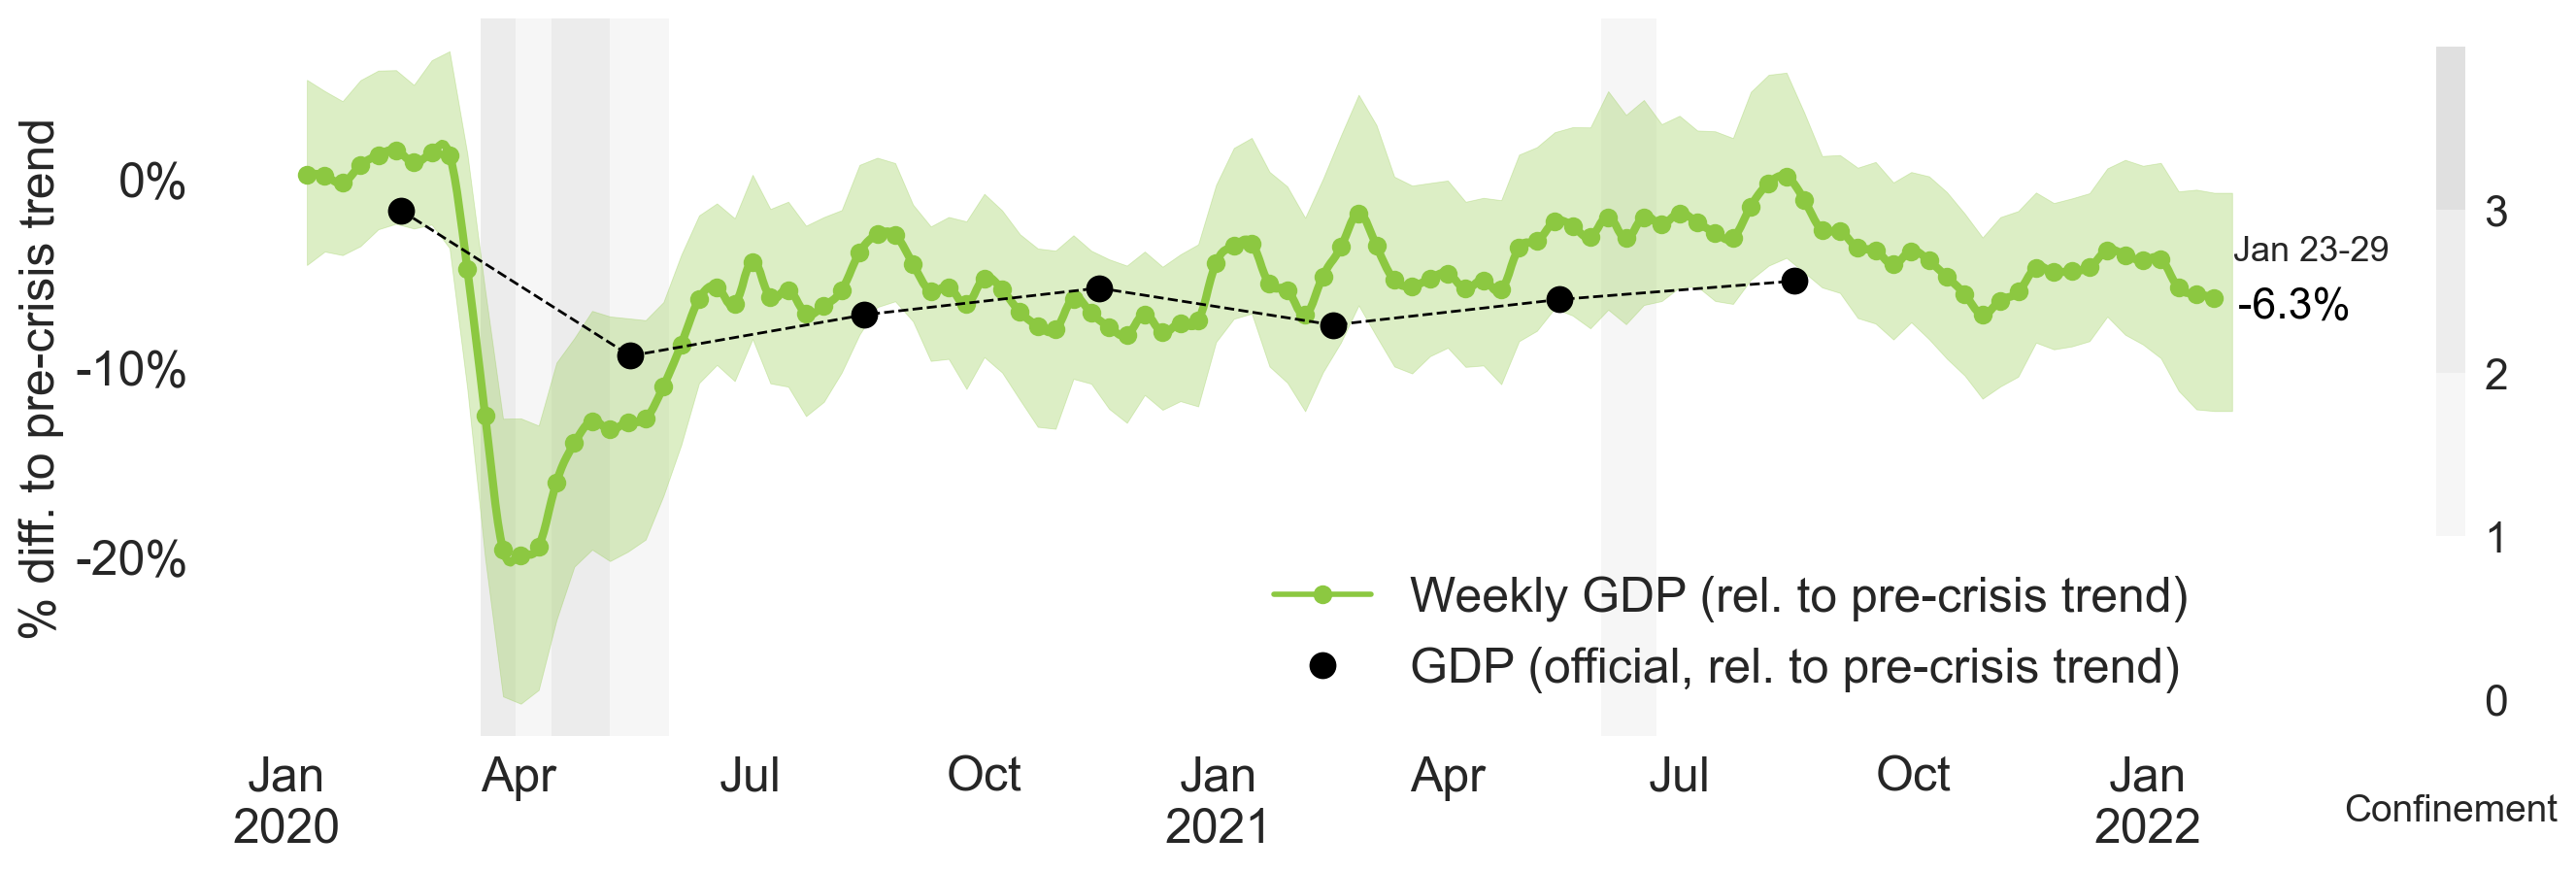 % diff. to pre-crisis trend
0%
-10%
-20%
Jan 23-29
-6.3%
Weekly GDP (rel. to pre-crisis trend)
GDP (official, rel. to pre-crisis trend)
Jan
2020
Apr
Jul
Oct
Jan
2021
Apr
Jul
Oct
Jan
2022
3
2
1
0
Confinement